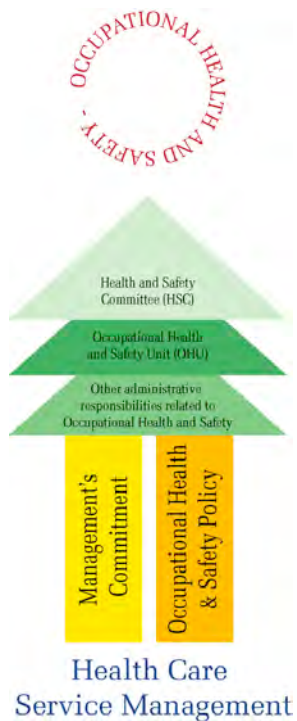 OCCUPATIONAL HEALTH AND SAFETY -
Health and Safety
Committee (HSC)
Occupational Health
and Safety Unit (OHU)
Other administrative
responsibilities related to
Occupational Health and Safety
Management's
Commitment
Occupational Health
& Safety Policy
Health Care
Service Management